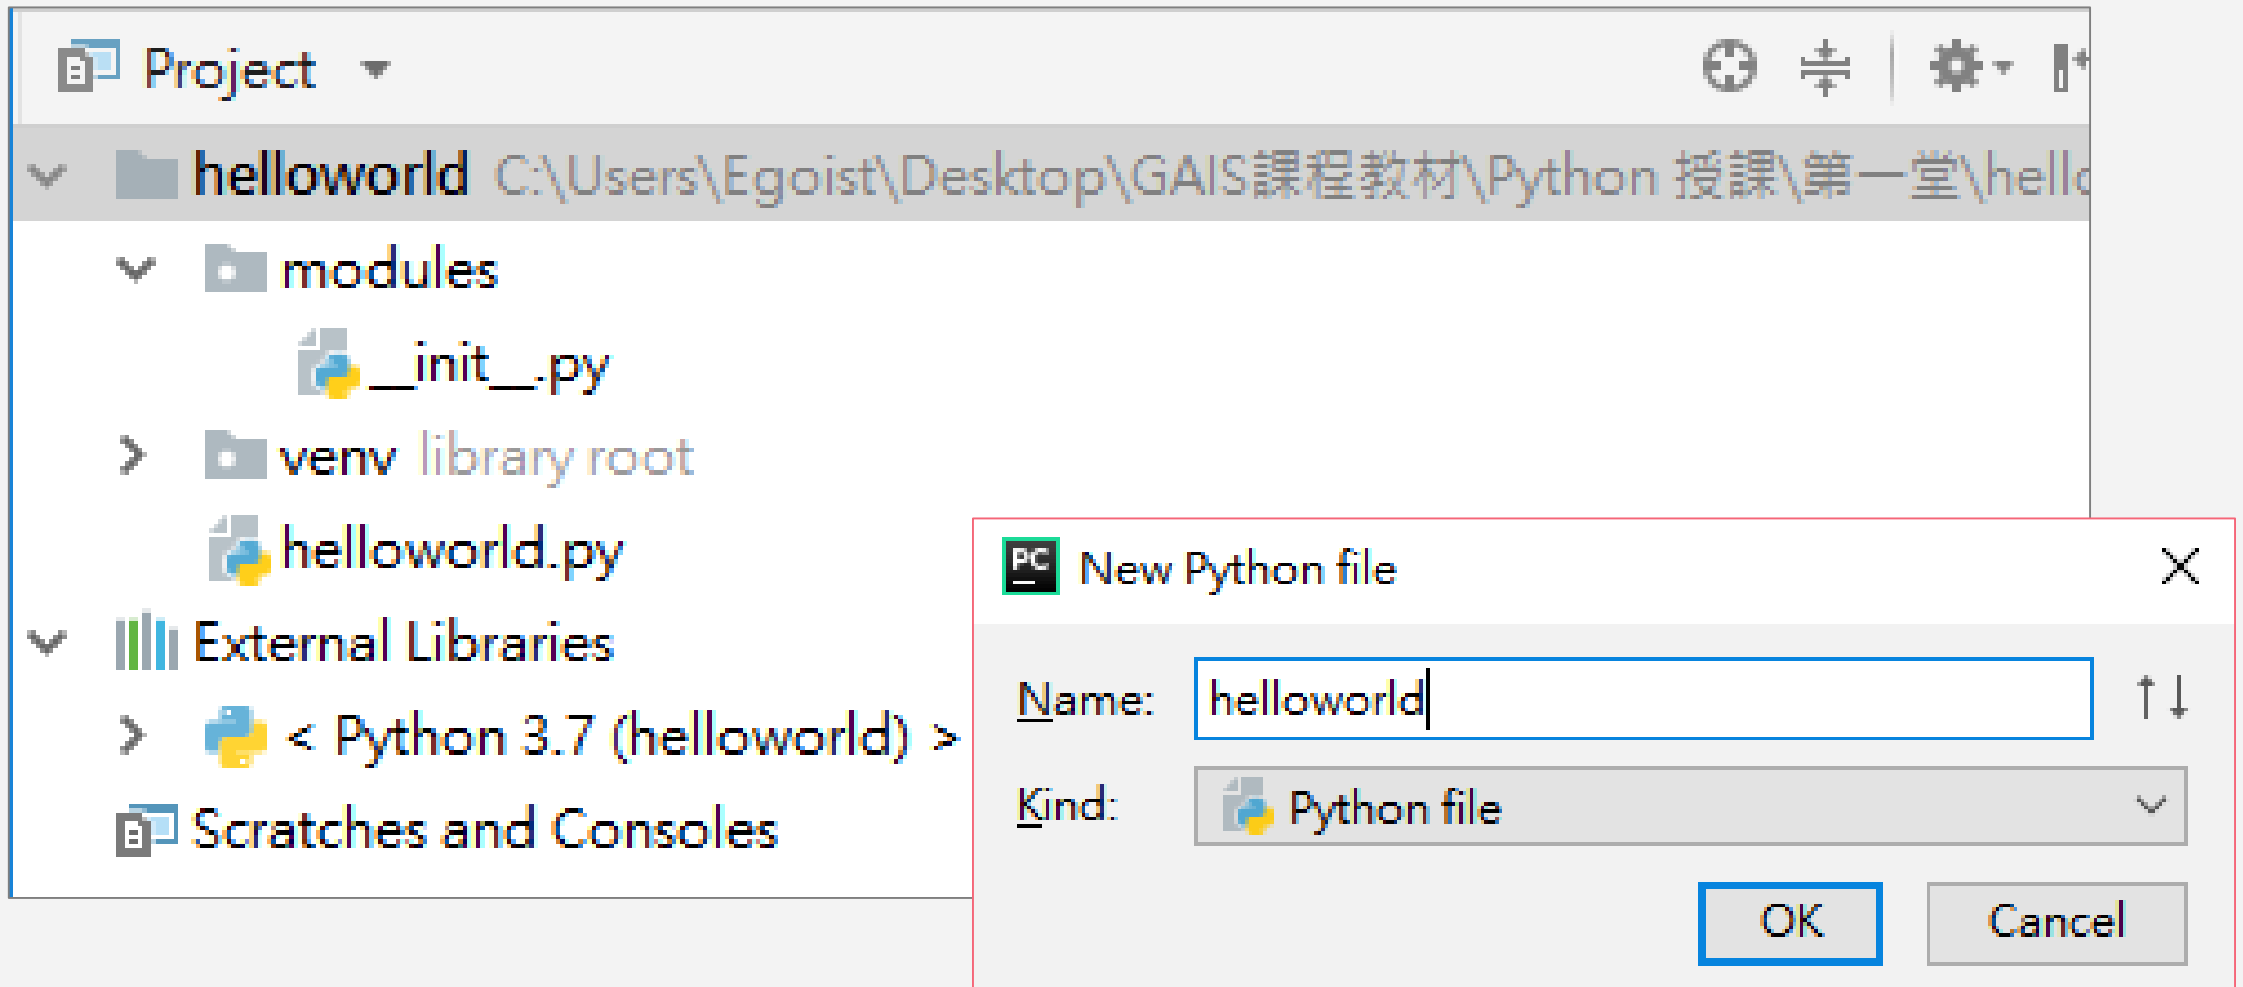 Project
helloworld C:\Users\Egoist\Desktop\GAIS課程教材\Python 授課\第一堂\hello
modules
__init__.py
venv library root
helloworld.py
External Libraries
< Python 3.7 (helloworld) >
Scratches and Consoles
PC New Python file
Name: helloworld
Kind: Python file
OK Cancel